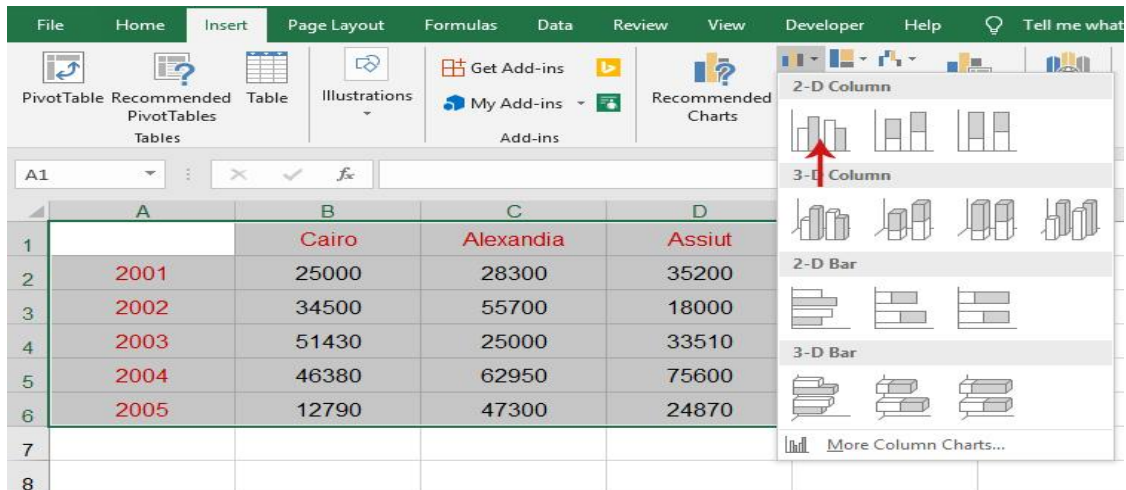 File Home Insert Page Layout Formulas Data Review View Developer Help Tell me what
PivotTable Recommended PivotTables Table Illustrations Get Add-ins My Add-ins Recommended Charts
Tables Add-ins
2-D Column
A1 fx
3-D Column
A B C D
1 Cairo Alexandia Assiut
2 2001 25000 28300 35200
2-D Bar
3 2002 34500 55700 18000
4 2003 51430 25000 33510
3-D Bar
5 2004 46380 62950 75600
6 2005 12790 47300 24870
7 More Column Charts...
8